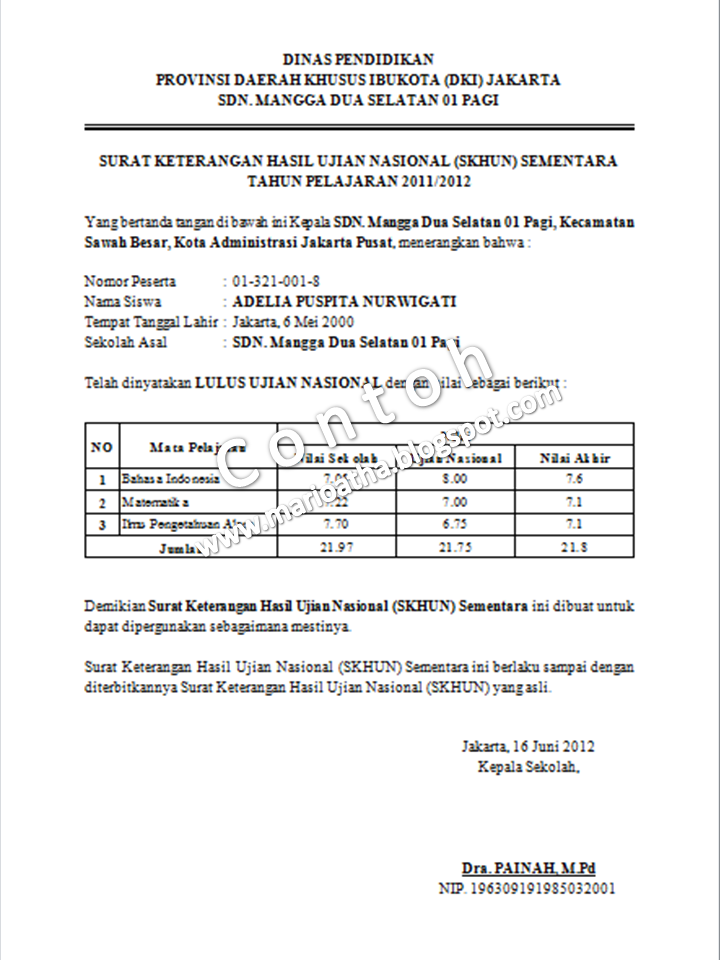 DINAS PENDIDIKAN
PROVINSI DAERAH KHUSUS IBUKOTA (DKI) JAKARTA
SDN. MANGGA DUA SELATAN 01 PAGI
SURAT KETERANGAN HASIL UJIAN NASIONAL (SKHUN) SEMENTARA
TAHUN PELAJARAN 2011/2012
Yang bertanda tangan di bawah ini Kepala SDN. Mangga Dua Selatan 01 Pagi, Kecamatan
Sawah Besar, Kota Administrasi Jakarta Pusat, menerangkan bahwa :
Nomor Peserta : 01-321-001-8
Nama Siswa : ADELIA PUSPITA NURWIGATI
Tempat Tanggal Lahir : Jakarta, 6 Mei 2000
Sekolah Asal : SDN. Mangga Dua Selatan 01 Pagi
Telah dinyatakan LULUS UJIAN NASIONAL dengan nilai sebagai berikut :
Contoh
www.marioatha.blogspot.com
NO Mata Pelajaran
Nilai Sekolah Ujian Nasional Nilai Akhir
1 Bahasa Indonesia 8.00 7.6
2 Matematika 7.00 7.1
3 Ilmu Pengetahuan 7.70 6.75 7.1
Jumlah 21.97 21.75 21.8
Demikian Surat Keterangan Hasil Ujian Nasional (SKHUN) Sementara ini dibuat untuk
dapat dipergunakan sebagaimana mestinya.
Surat Keterangan Hasil Ujian Nasional (SKHUN) Sementara ini berlaku sampai dengan
diterbitkannya Surat Keterangan Hasil Ujian Nasional (SKHUN) yang asli.
Jakarta, 16 Juni 2012
Kepala Sekolah,
Dra. PAINAH, M.Pd
NIP. 196309191985032001